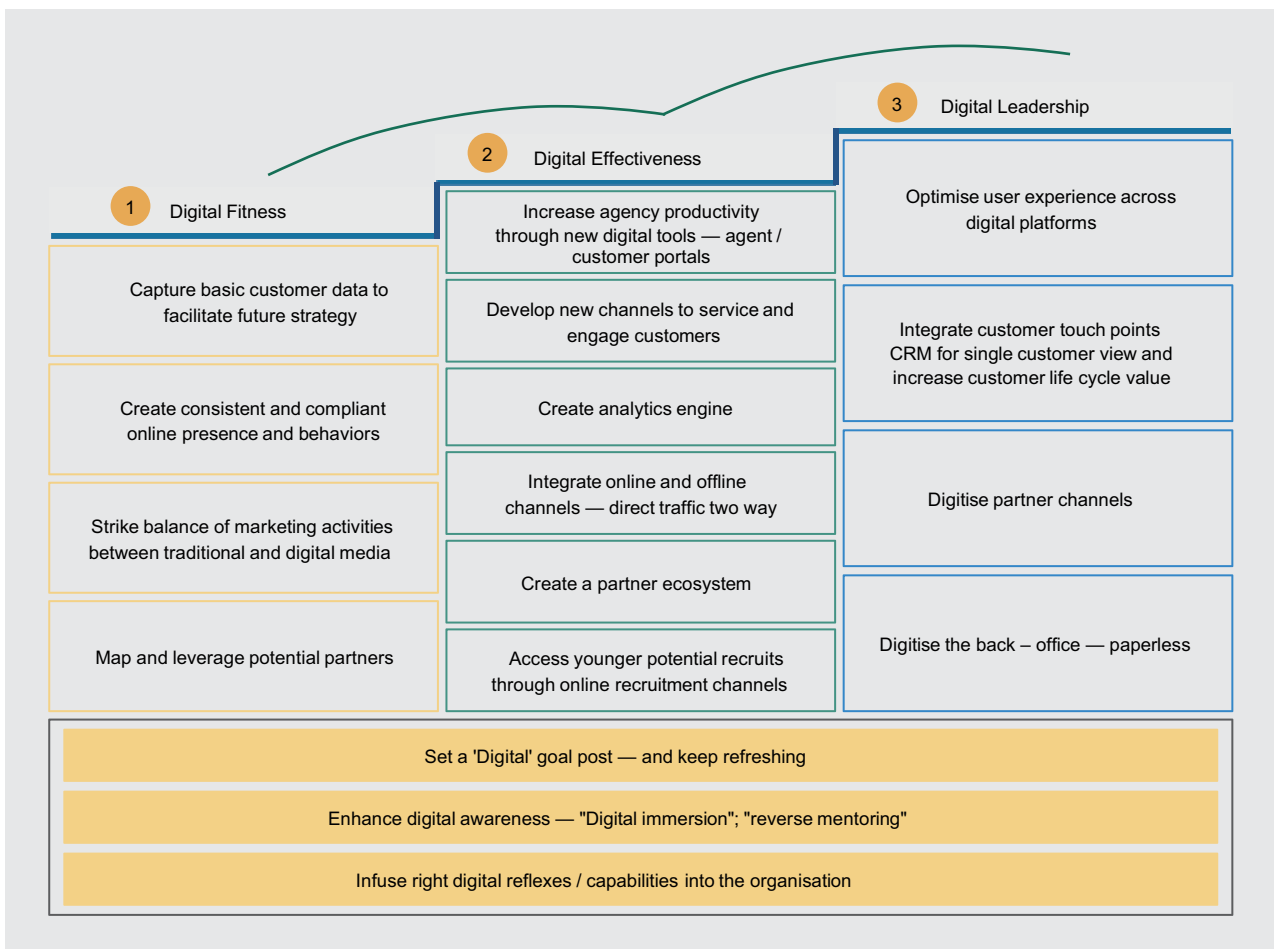 1 Digital Fitness
Capture basic customer data to
facilitate future strategy
Create consistent and compliant
online presence and behaviors
Strike balance of marketing activities
between traditional and digital media
Map and leverage potential partners
2 Digital Effectiveness
Increase agency productivity
through new digital tools — agent /
customer portals
Develop new channels to service and
engage customers
Create analytics engine
Integrate online and offline
channels — direct traffic two way
Create a partner ecosystem
Access younger potential recruits
through online recruitment channels
3 Digital Leadership
Optimise user experience across
digital platforms
Integrate customer touch points
CRM for single customer view and
increase customer life cycle value
Digitise partner channels
Digitise the back – office — paperless
Set a 'Digital' goal post — and keep refreshing
Enhance digital awareness — "Digital immersion"; "reverse mentoring"
Infuse right digital reflexes / capabilities into the organisation